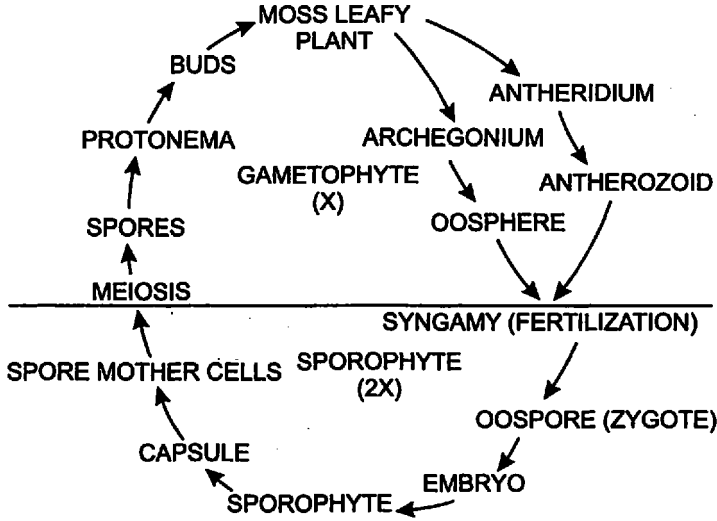 MOSS LEAFY
PLANT
BUDS
ANTHERIDIUM
PROTONEMA
ARCHEGONIUM
GAMETOPHYTE
(X)
ANTHEROZOID
SPORES
OOSPHERE
MEIOSIS
SYNGAMY (FERTILIZATION)
SPORE MOTHER CELLS
SPOROPHYTE
(2X)
OOSPORE (ZYGOTE)
CAPSULE
EMBRYO
SPOROPHYTE